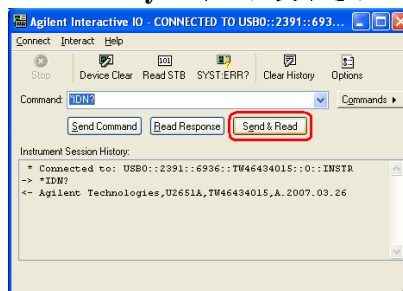 Agilent Interactive IO - CONNECTED TO USB0::2391::693...
Connect Interact Help
Stop Device Clear Read STB SYST:ERR? Clear History Options
Command: *IDN? Commands
Send Command Read Response Send & Read
Instrument Session History:
* Connected to: USB0::2391::6936::TW46434015::0::INSTR
-> *IDN?
<- Agilent Technologies,U2651A,TW46434015,A.2007.03.26